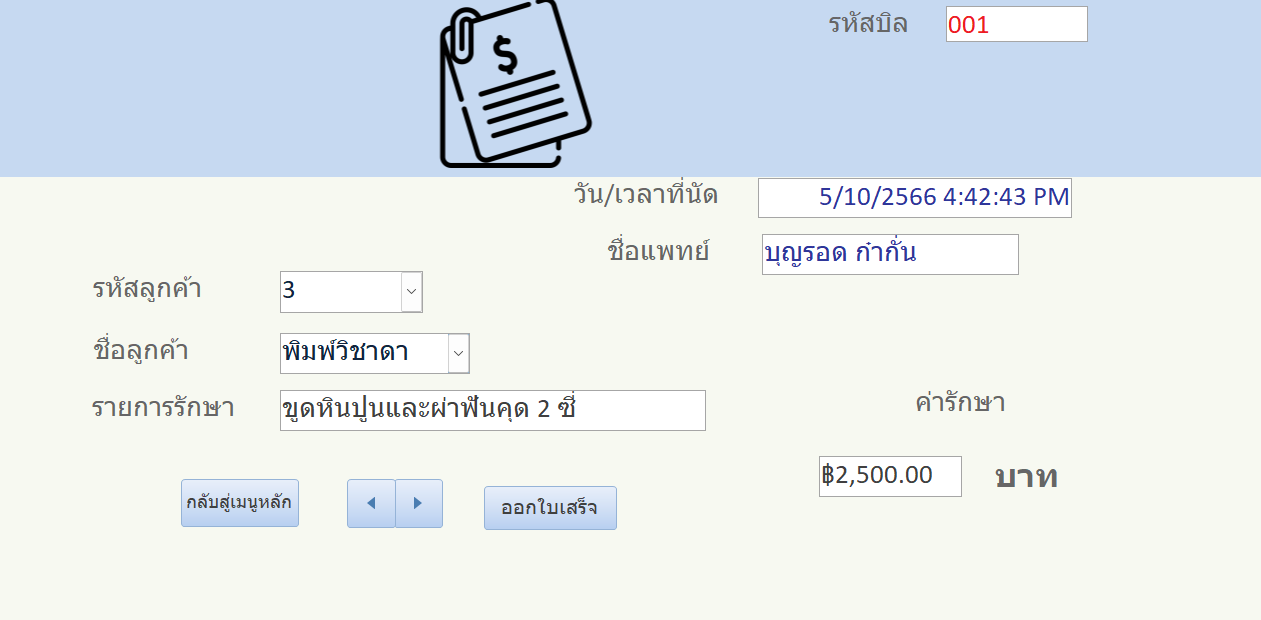 รหัสบิล 001
$
วัน/เวลาที่นัด 5/10/2566 4:42:43 PM
ชื่อแพทย์ บุญรอด ก๋ากั่น
รหัสลูกค้า 3
ชื่อลูกค้า พิมพ์วิชาดา
รายการรักษา ขูดหินปูนและผ่าฟันคุด 2 ซี่
ค่ารักษา
฿2,500.00 บาท
กลับสู่เมนูหลัก
ออกใบเสร็จ